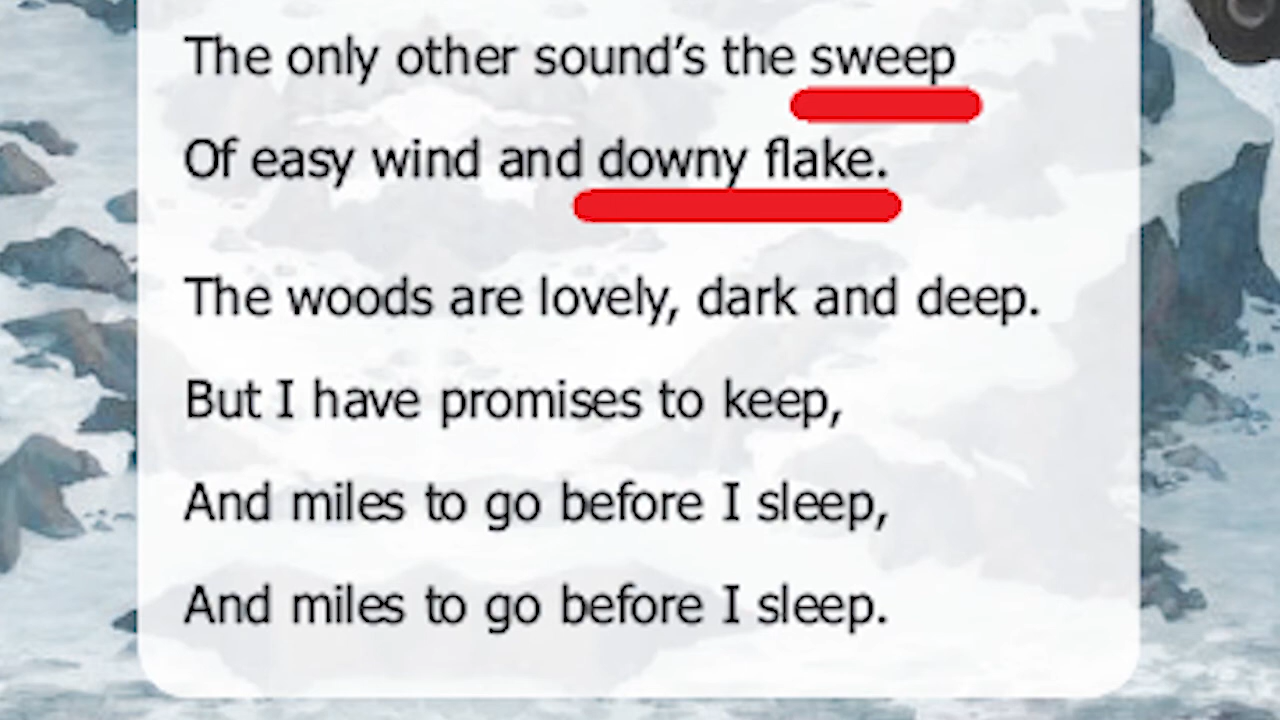 The only other sound’s the sweep
Of easy wind and downy flake.
The woods are lovely, dark and deep.
But I have promises to keep,
And miles to go before I sleep,
And miles to go before I sleep.